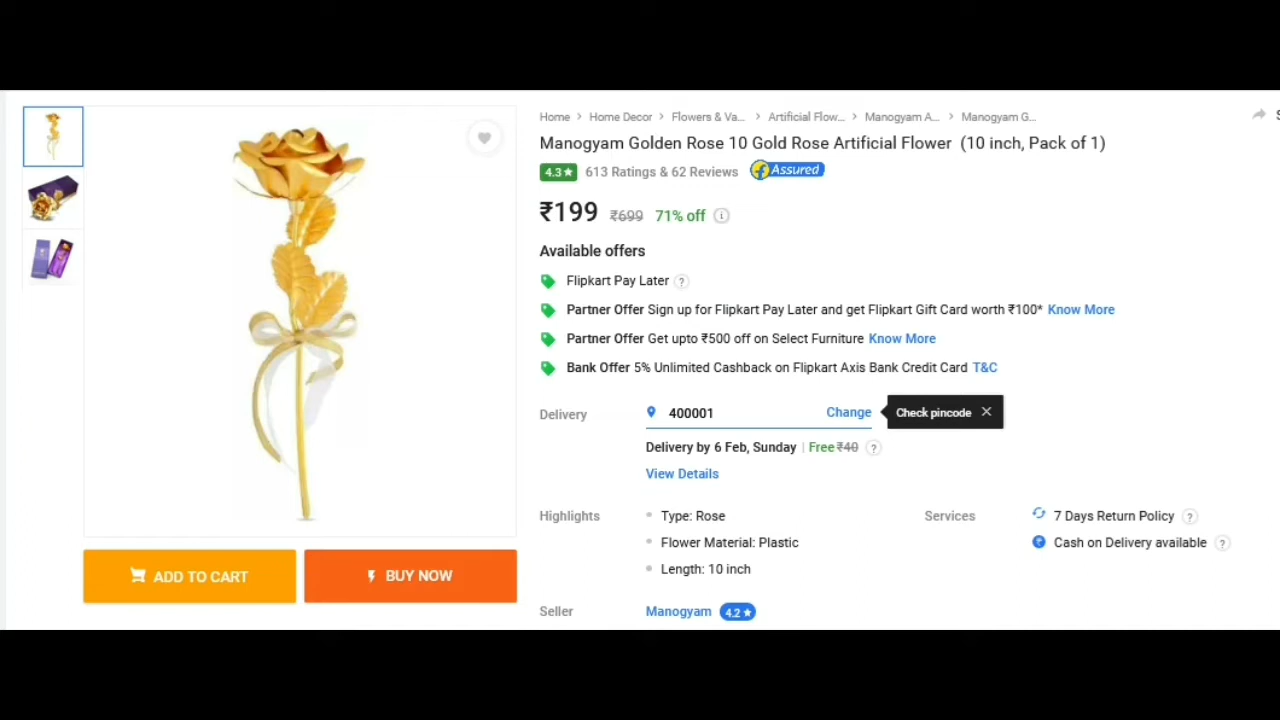 Home > Home Decor > Flowers & Va... > Artificial Flow... > Manogyam A... > Manogyam G...
S
Manogyam Golden Rose 10 Gold Rose Artificial Flower (10 inch, Pack of 1)
4.3★ 613 Ratings & 62 Reviews Assured
₹199 ₹699 71% off
Available offers
Flipkart Pay Later ?
Partner Offer Sign up for Flipkart Pay Later and get Flipkart Gift Card worth ₹100* Know More
Partner Offer Get upto ₹500 off on Select Furniture Know More
Bank Offer 5% Unlimited Cashback on Flipkart Axis Bank Credit Card T&C
Delivery 400001 Change Check pincode ✕
Delivery by 6 Feb, Sunday | Free ₹40 ?
View Details
Highlights
• Type: Rose
• Flower Material: Plastic
• Length: 10 inch
Services
7 Days Return Policy ?
Cash on Delivery available ?
ADD TO CART
BUY NOW
Seller Manogyam 4.2★